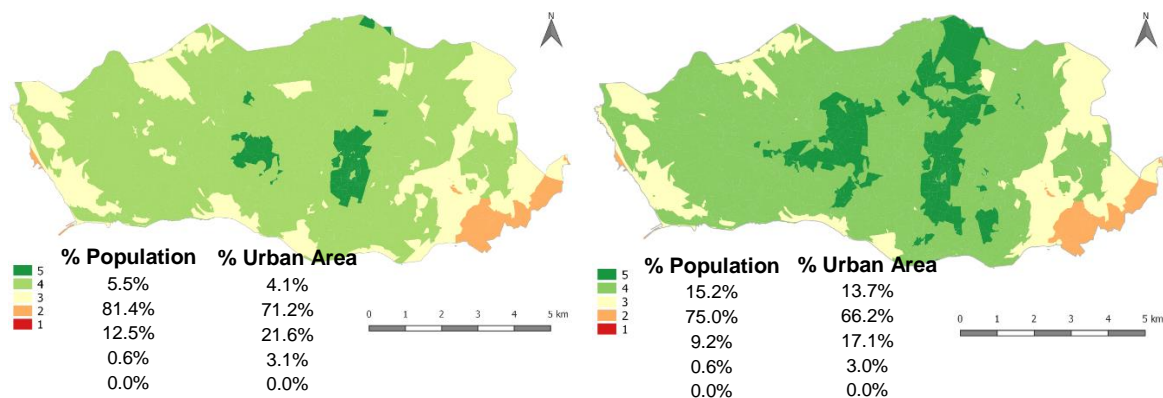 N
% Population % Urban Area
5 5.5% 4.1%
4 81.4% 71.2%
3 12.5% 21.6%
2 0.6% 3.1%
1 0.0% 0.0%
0 1 2 3 4 5 km
N
% Population % Urban Area
5 15.2% 13.7%
4 75.0% 66.2%
3 9.2% 17.1%
2 0.6% 3.0%
1 0.0% 0.0%
0 1 2 3 4 5 km